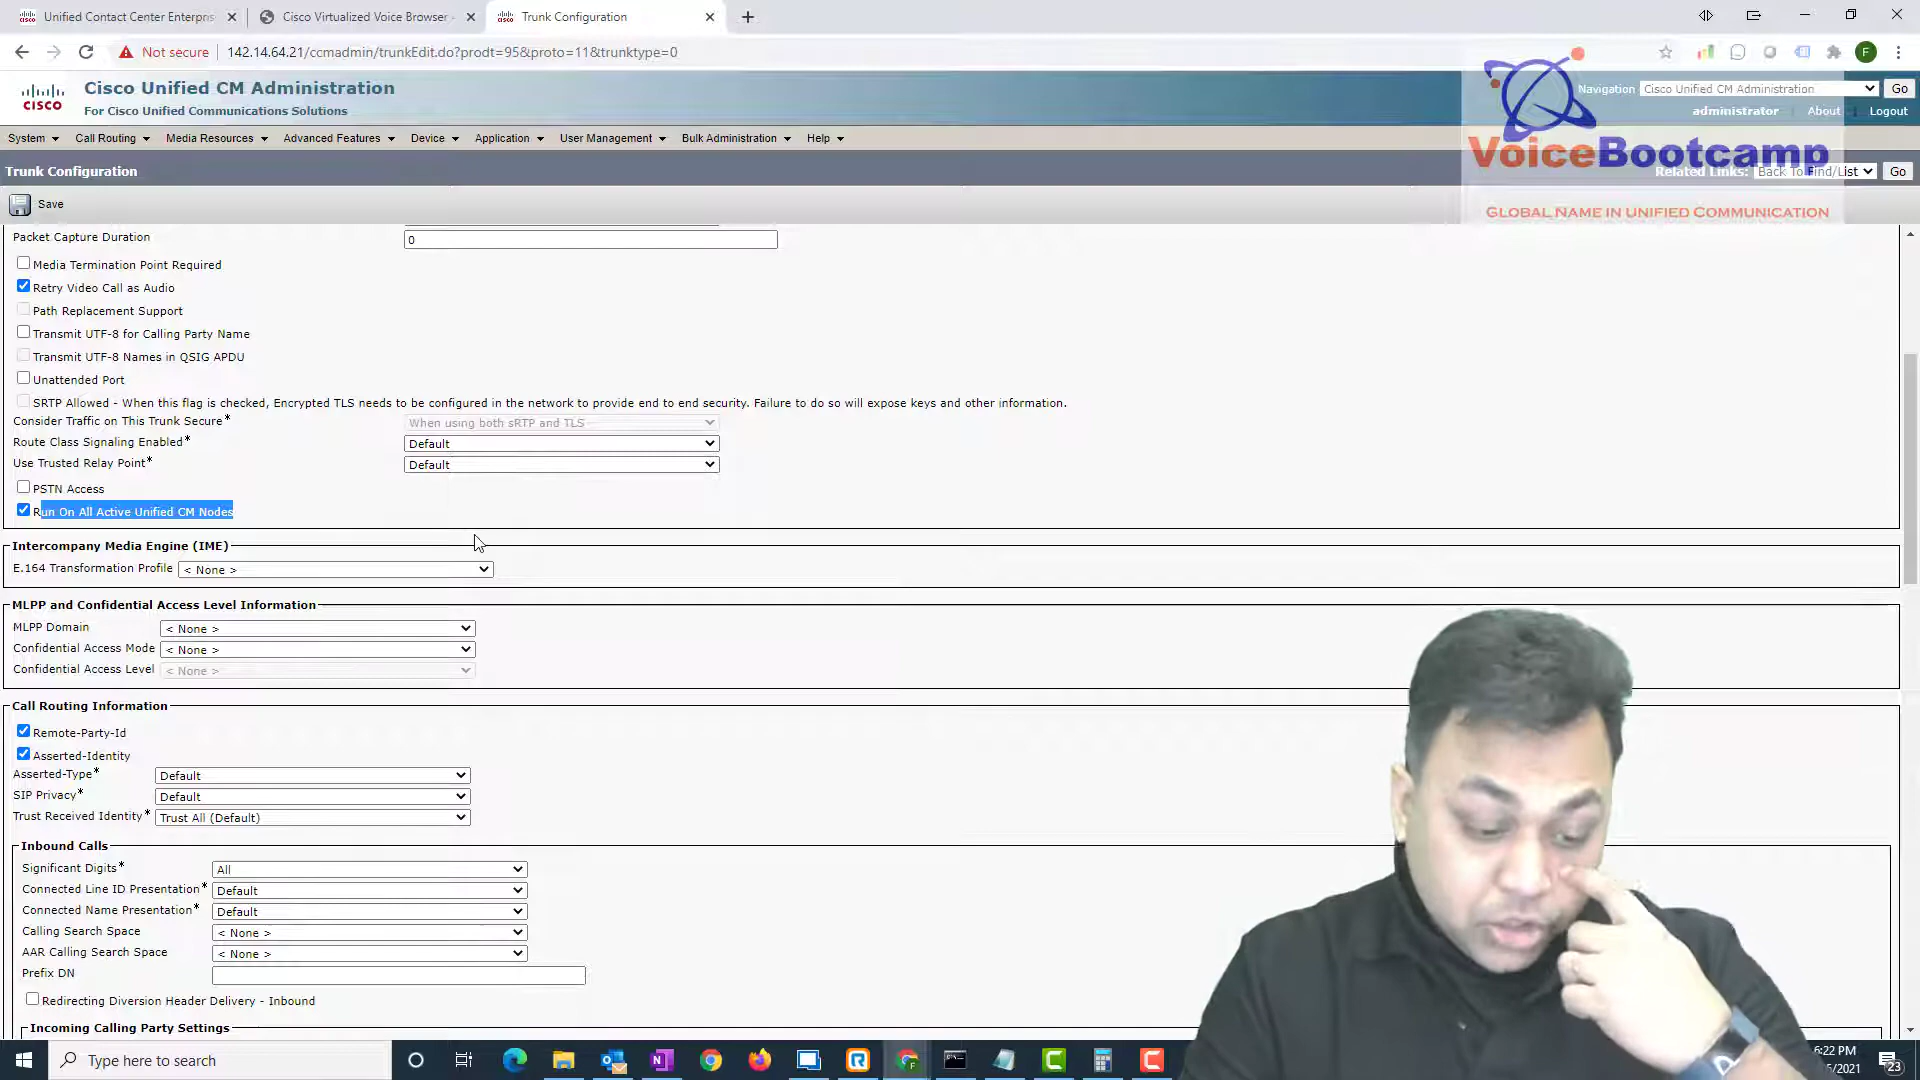 Unified Contact Center Enterpris
Cisco Virtualized Voice Browser -
Trunk Configuration
Not secure
142.14.64.21/ccmadmin/trunkEdit.do?prodt=95&proto=11&trunktype=0
F
CISCO
Cisco Unified CM Administration
For Cisco Unified Communications Solutions
Navigation Cisco Unified CM Administration Go
administrator About Logout
System Call Routing Media Resources Advanced Features Device Application User Management Bulk Administration Help
VoiceBootcamp
Trunk Configuration
Related Links: Back To Find/List Go
Save
GLOBAL NAME IN UNIFIED COMMUNICATION
Packet Capture Duration 0
Media Termination Point Required
Retry Video Call as Audio
Path Replacement Support
Transmit UTF-8 for Calling Party Name
Transmit UTF-8 Names in QSIG APDU
Unattended Port
SRTP Allowed - When this flag is checked, Encrypted TLS needs to be configured in the network to provide end to end security. Failure to do so will expose keys and other information.
Consider Traffic on This Trunk Secure* When using both sRTP and TLS
Route Class Signaling Enabled* Default
Use Trusted Relay Point* Default
PSTN Access
Run On All Active Unified CM Nodes
Intercompany Media Engine (IME)
E.164 Transformation Profile < None >
MLPP and Confidential Access Level Information
MLPP Domain < None >
Confidential Access Mode < None >
Confidential Access Level < None >
Call Routing Information
Remote-Party-Id
Asserted-Identity
Asserted-Type* Default
SIP Privacy* Default
Trust Received Identity* Trust All (Default)
Inbound Calls
Significant Digits* All
Connected Line ID Presentation* Default
Connected Name Presentation* Default
Calling Search Space < None >
AAR Calling Search Space < None >
Prefix DN
Redirecting Diversion Header Delivery - Inbound
Incoming Calling Party Settings
Type here to search
6:22 PM
/2021
23